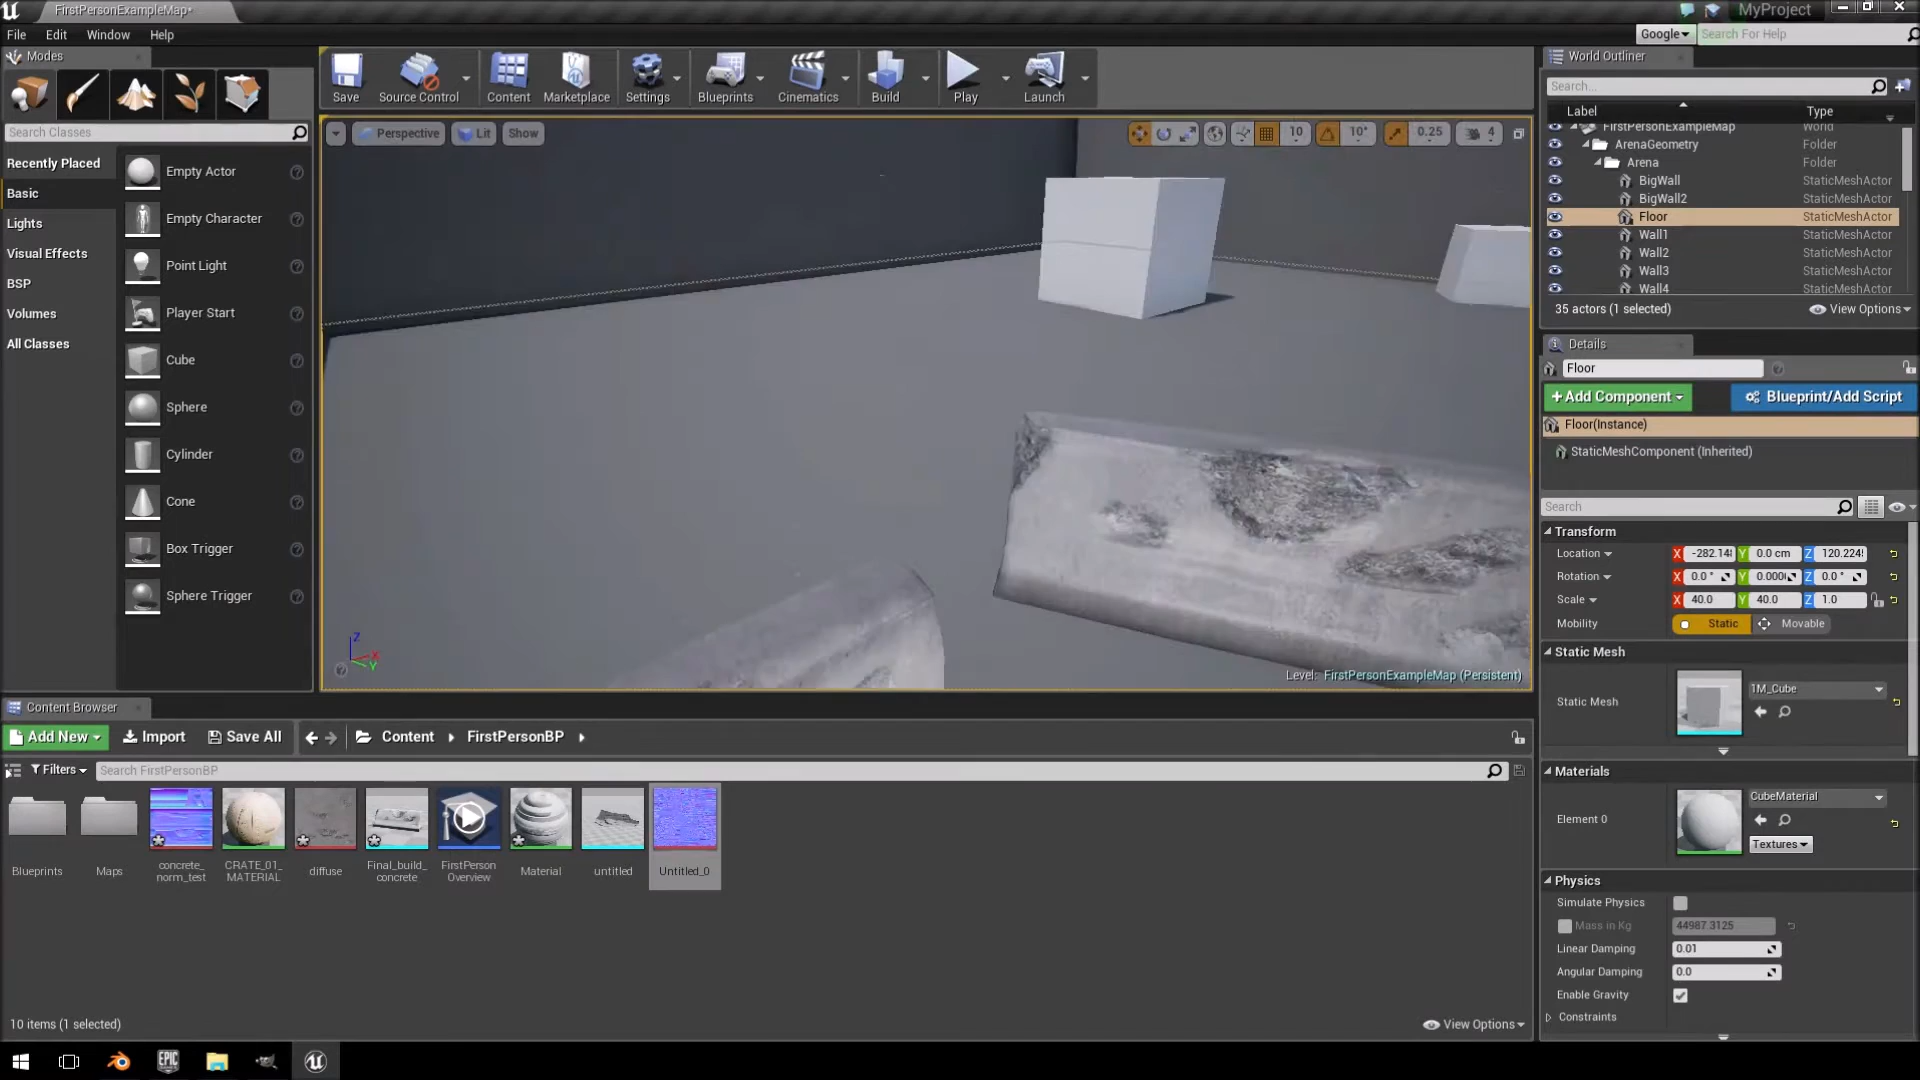 FirstPersonExampleMap*
MyProject
File Edit Window Help
Google Search For Help
Modes
Save Source Control Content Marketplace Settings Blueprints Cinematics Build Play Launch
Search Classes
Recently Placed
Basic
Lights
Visual Effects
BSP
Volumes
All Classes
Empty Actor
Empty Character
Point Light
Player Start
Cube
Sphere
Cylinder
Cone
Box Trigger
Sphere Trigger
Perspective Lit Show
10 10° 0.25 4
Level: FirstPersonExampleMap (Persistent)
World Outliner
Search...
Label Type
FirstPersonExampleMap World
ArenaGeometry Folder
Arena Folder
BigWall StaticMeshActor
BigWall2 StaticMeshActor
Floor StaticMeshActor
Wall1 StaticMeshActor
Wall2 StaticMeshActor
Wall3 StaticMeshActor
Wall4 StaticMeshActor
35 actors (1 selected) View Options
Details
Floor
+Add Component Blueprint/Add Script
Floor(Instance)
StaticMeshComponent (Inherited)
Search
Transform
Location X Y 0.0 cm Z
Rotation X 0.0 ° Y Z 0.0 °
Scale X 40.0 Y 40.0 Z 1.0
Mobility Static Movable
Static Mesh
Static Mesh 1M_Cube
Materials
Element 0 CubeMaterial
Textures
Physics
Simulate Physics
Mass in Kg 44987.3125
Linear Damping 0.01
Angular Damping 0.0
Enable Gravity
Constraints
Content Browser
Add New Import Save All Content FirstPersonBP
Filters Search FirstPersonBP
Blueprints
Maps
concrete_
norm_test
CRATE_01_
MATERIAL
diffuse
Final_build_
concrete
FirstPerson
Overview
Material
untitled
Untitled_0
10 items (1 selected) View Options
EPIC
GAMES